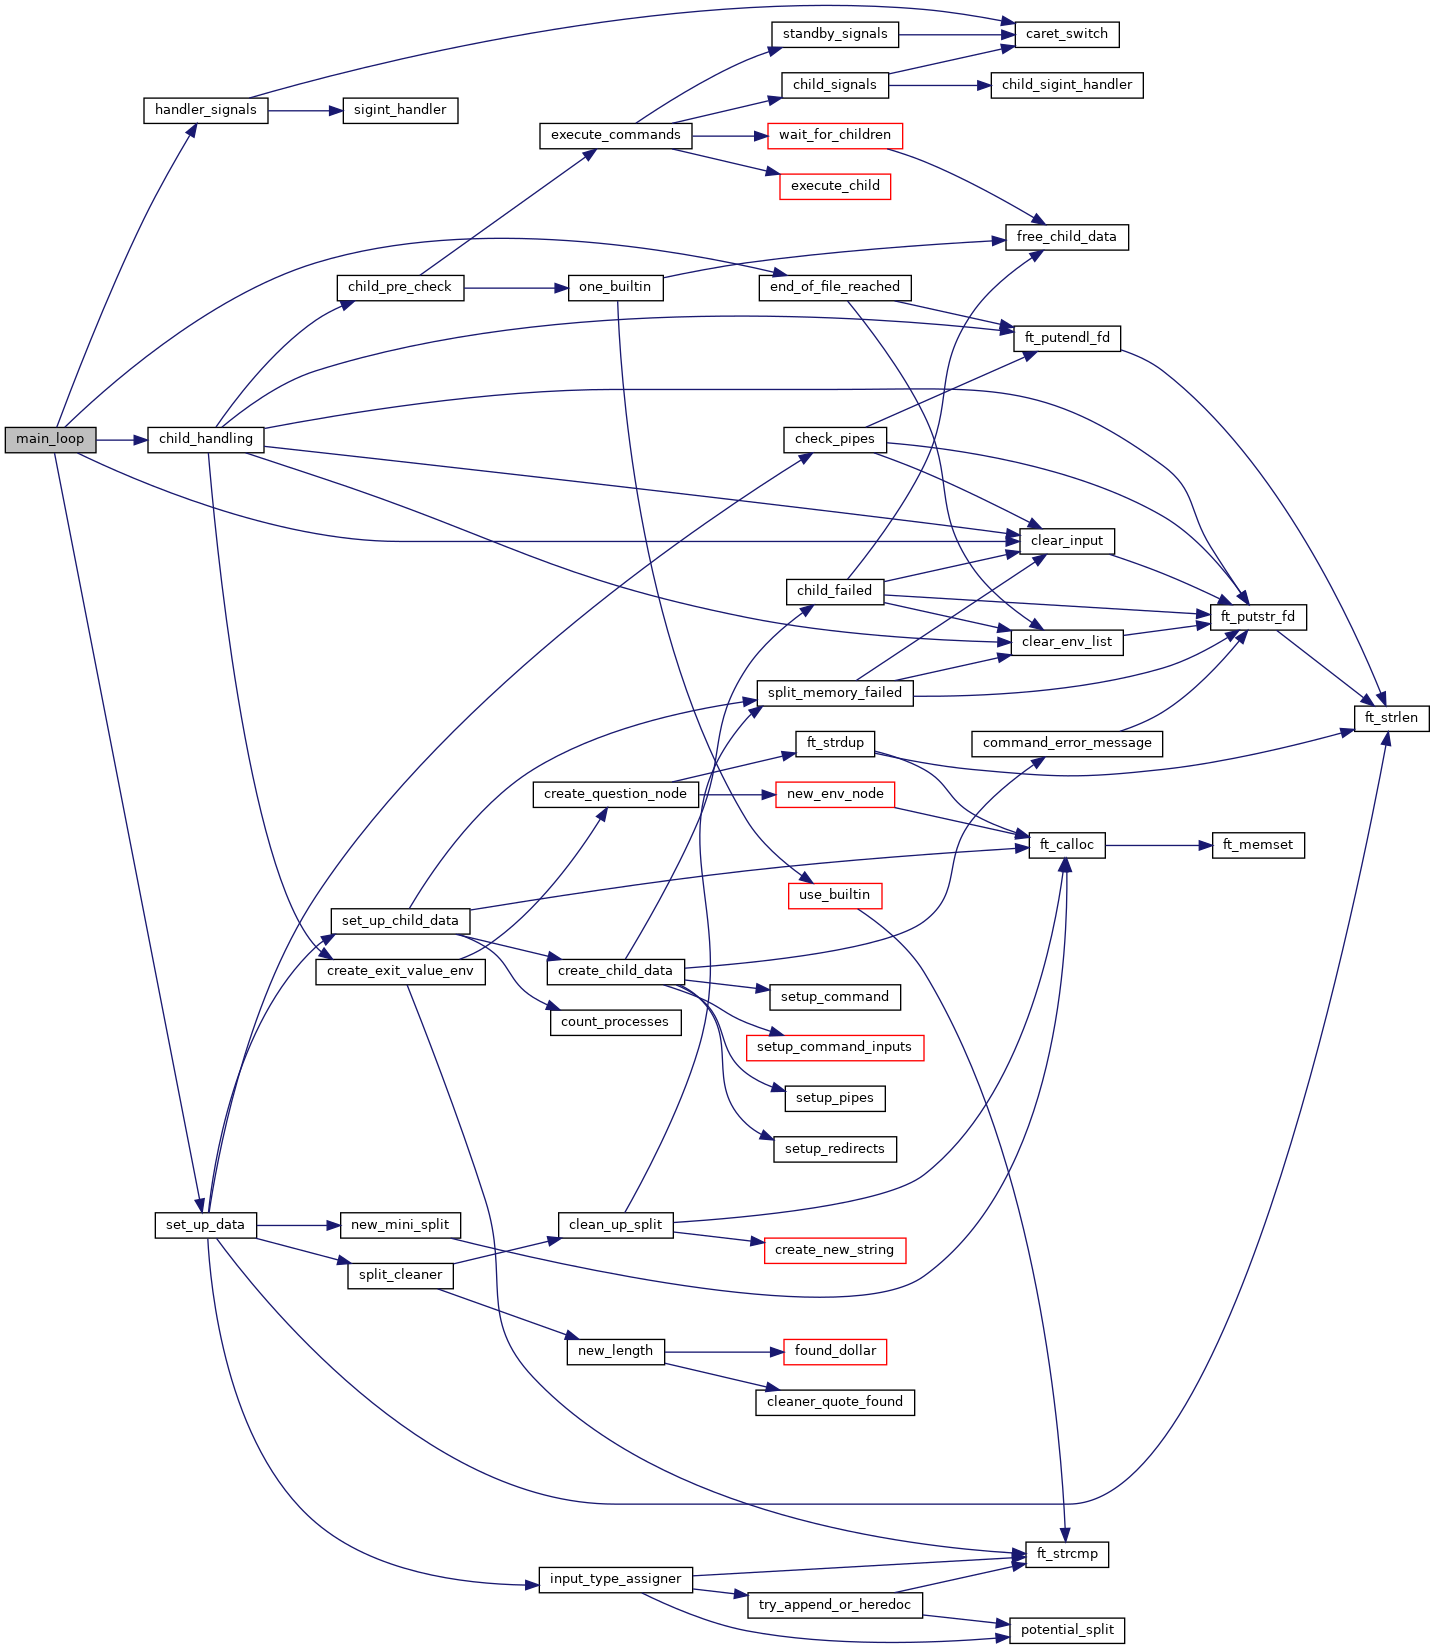 standby_signals
caret_switch
child_signals
child_sigint_handler
handler_signals
sigint_handler
execute_commands
wait_for_children
execute_child
free_child_data
child_pre_check
one_builtin
end_of_file_reached
ft_putendl_fd
main_loop
child_handling
check_pipes
clear_input
child_failed
ft_putstr_fd
clear_env_list
split_memory_failed
ft_strlen
ft_strdup
command_error_message
create_question_node
new_env_node
ft_calloc
ft_memset
use_builtin
set_up_child_data
create_exit_value_env
create_child_data
setup_command
count_processes
setup_command_inputs
setup_pipes
setup_redirects
set_up_data
new_mini_split
clean_up_split
create_new_string
split_cleaner
new_length
found_dollar
cleaner_quote_found
ft_strcmp
input_type_assigner
try_append_or_heredoc
potential_split